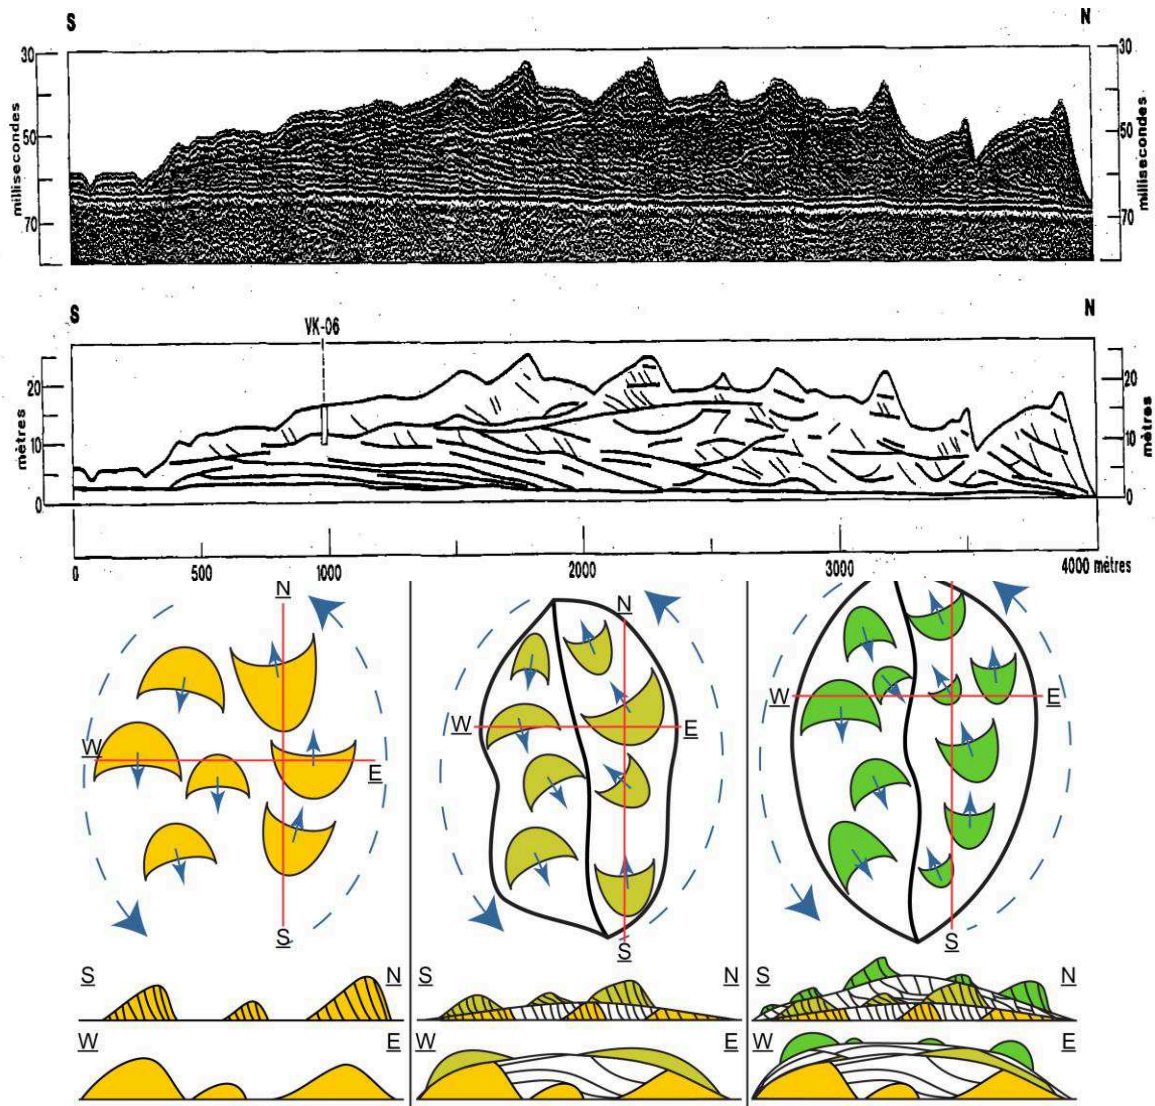 S N
30 30
50 50
70 70
millisecondes millisecondes
S N
VK-06
20 20
10 10
0 0
mètres mètres
0 500 1000 2000 3000 4000 mètres
N
W E
S
N
W E
S
W E
S
S N
W E
S N
W E
S N
W E